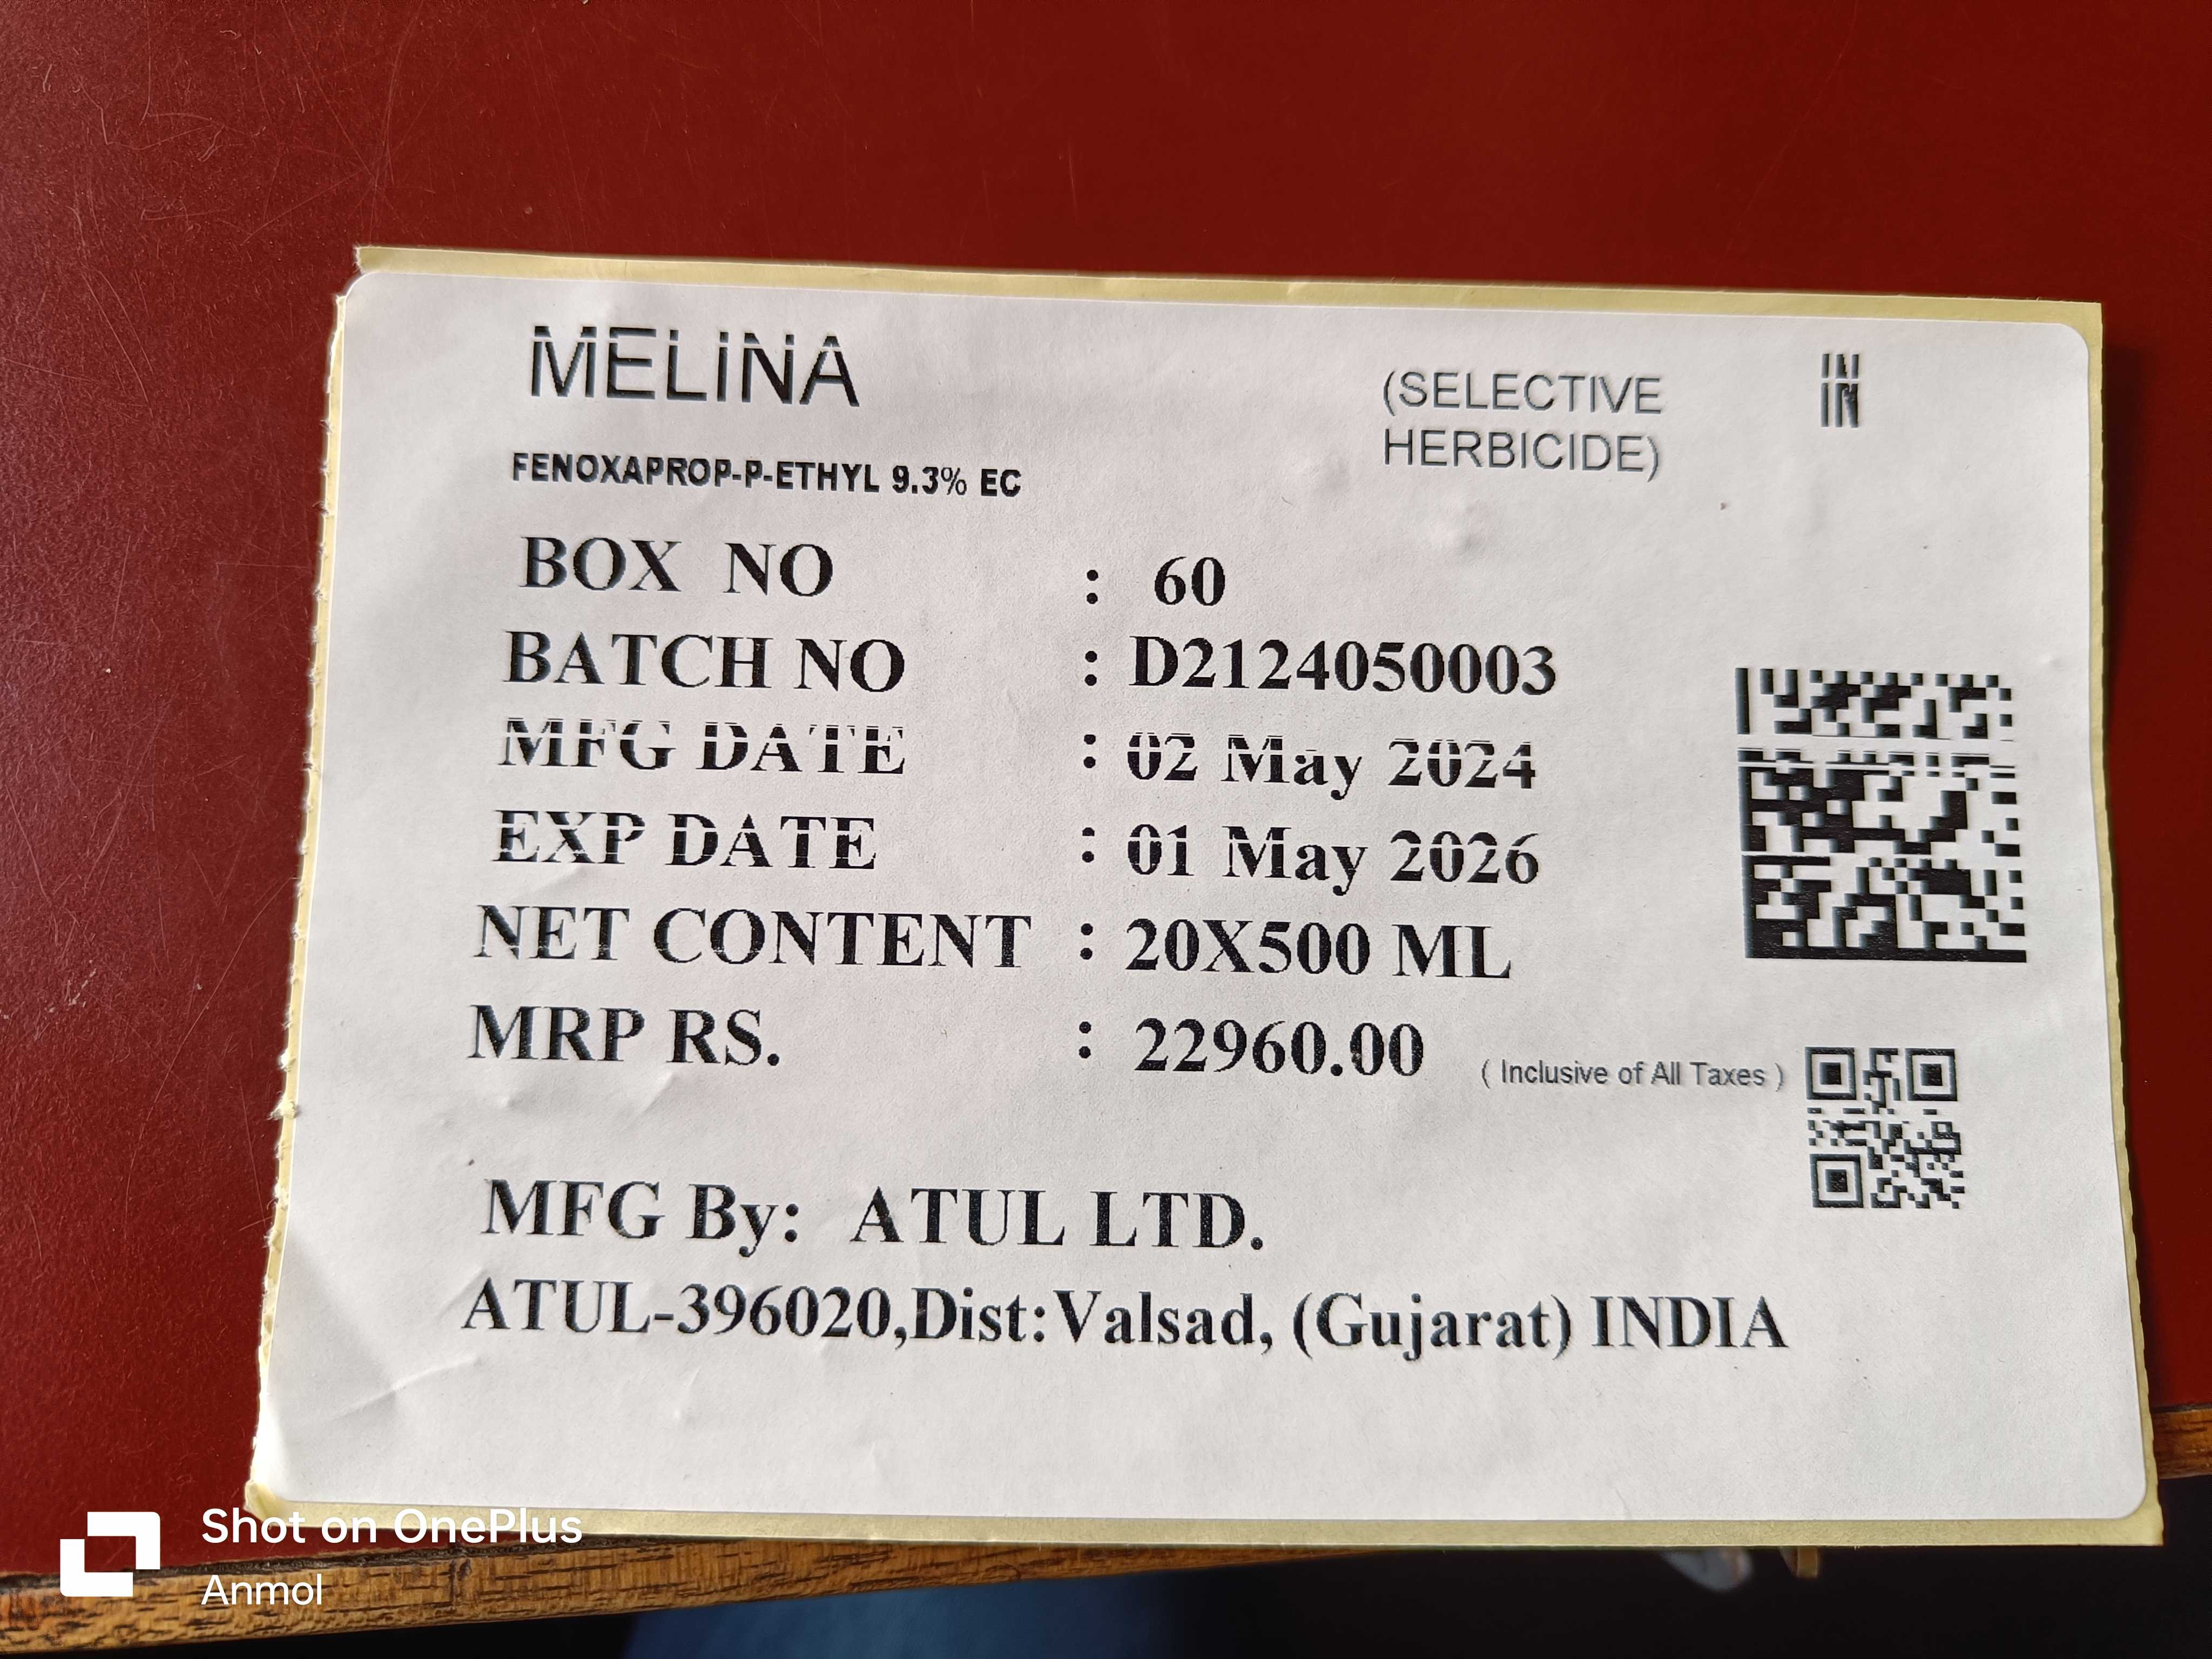 MELINA
(SELECTIVE
HERBICIDE)
IN
FENOXAPROP-P-ETHYL 9.3% EC
BOX NO : 60
BATCH NO : D2124050003
MFG DATE : 02 May 2024
EXP DATE : 01 May 2026
NET CONTENT : 20X500 ML
MRP RS. : 22960.00 ( Inclusive of All Taxes )
MFG By: ATUL LTD.
ATUL-396020,Dist:Valsad, (Gujarat) INDIA
Shot on OnePlus
Anmol